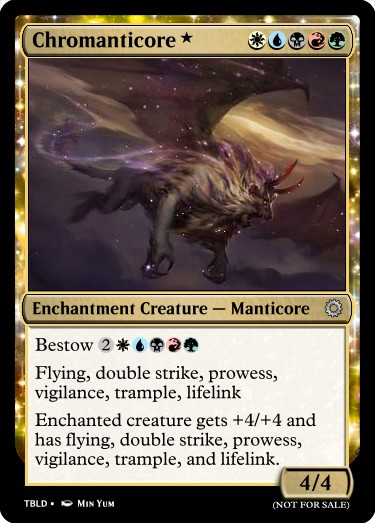 Chromanticore ★
Enchantment Creature — Manticore
Bestow 2
Flying, double strike, prowess,
vigilance, trample, lifelink
Enchanted creature gets +4/+4 and
has flying, double strike, prowess,
vigilance, trample, and lifelink.
4/4
TBLD • Min Yum
(NOT FOR SALE)